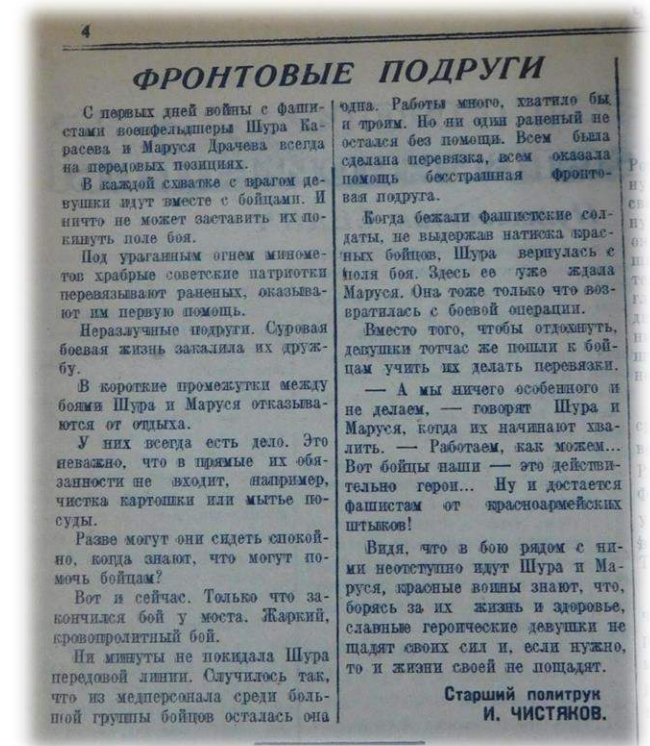 4
ФРОНТОВЫЕ ПОДРУГИ
С первых дней войны с фаши-
стами военфельдшеры Шура Ка-
расева и Маруся Драчева всегда
на передовых позициях.
В каждой схватке с врагом де-
вушки идут вместе с бойцами. И
ничто не может заставить их по-
кинуть поле боя.
Под ураганным огнем миноме-
тов храбрые советские патриотки
перевязывают раненых, оказыва-
ют им первую помощь.
Неразлучные подруги. Суровая
боевая жизнь закалила их друж-
бу.
В короткие промежутки между
боями Шура и Маруся отказыва-
ются от отдыха.
У них всегда есть дело. Это
неважно, что в прямые их обя-
занности не входит, например,
чистка картошки или мытье по-
суды.
Разве могут они сидеть спокой-
но, когда знают, что могут по-
мочь бойцам?
Вот и сейчас. Только что за-
кончился бой у моста. Жаркий,
кровопролитный бой.
Ни минуты не покидала Шура
передовой линии. Случилось так,
что из медперсонала среди боль-
шой группы бойцов осталась она
одна. Работы много, хватило бы
и троим. Но ни один раненый не
остался без помощи. Всем была
сделана перевязка, всем оказала
помощь бесстрашная фронто-
вая подруга.
Когда бежали фашистские сол-
даты, не выдержав натиска крас-
ных бойцов, Шура вернулась с
поля боя. Здесь ее уже ждала
Маруся. Она тоже только что воз-
вратилась с боевой операции.
Вместо того, чтобы отдохнуть,
девушки тотчас же пошли к бой-
цам учить их делать перевязки.
— А мы ничего особенного и
не делаем, — говорят Шура и
Маруся, когда их начинают хва-
лить. — Работаем, как можем...
Вот бойцы наши — это действи-
тельно герои... Ну и достается
фашистам от красноармейских
штыков!
Видя, что в бою рядом с ни-
ми неотступно идут Шура и Ма-
руся, красные воины знают, что,
борясь за их жизнь и здоровье,
славные героические девушки не
щадят своих сил и, если нужно,
то и жизни своей не пощадят.
Старший политрук
И. ЧИСТЯКОВ.